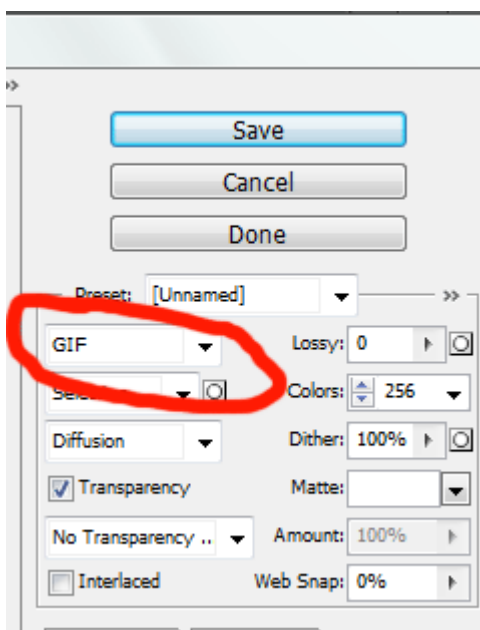 »
Save
Cancel
Done
Preset: [Unnamed] »
GIF Lossy: 0
Colors: 256
Diffusion Dither: 100%
Transparency Matte:
No Transparency .. Amount: 100%
Interlaced Web Snap: 0%